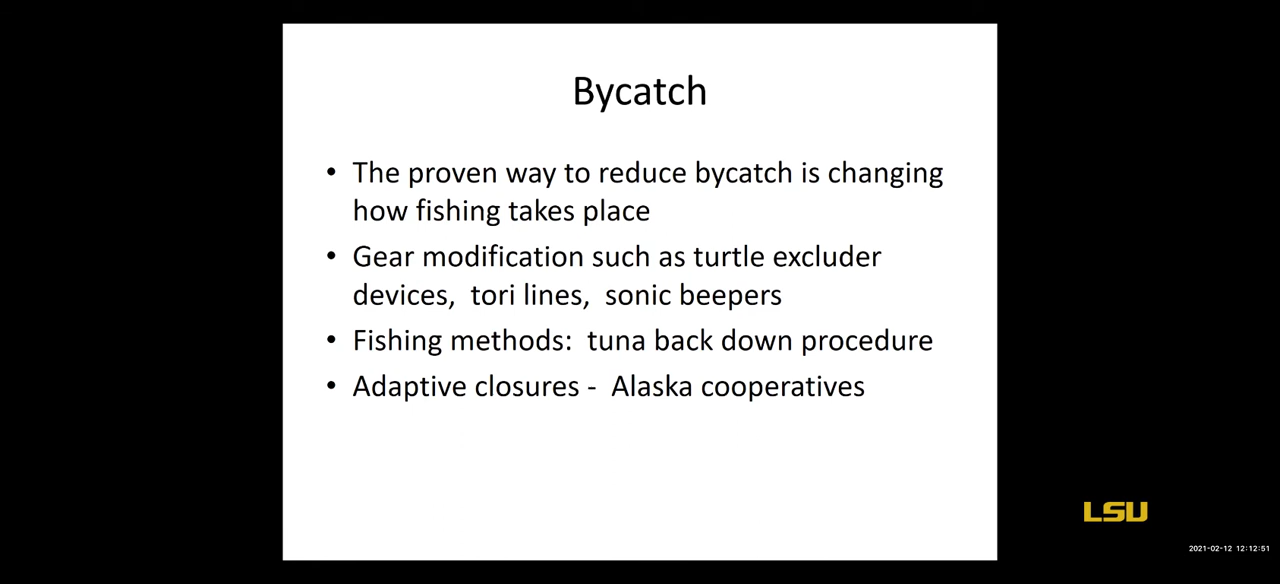 Bycatch
• The proven way to reduce bycatch is changing
how fishing takes place
• Gear modification such as turtle excluder
devices,  tori lines,  sonic beepers
• Fishing methods:  tuna back down procedure
• Adaptive closures -  Alaska cooperatives
LSU
2021-02-12 12:12:51